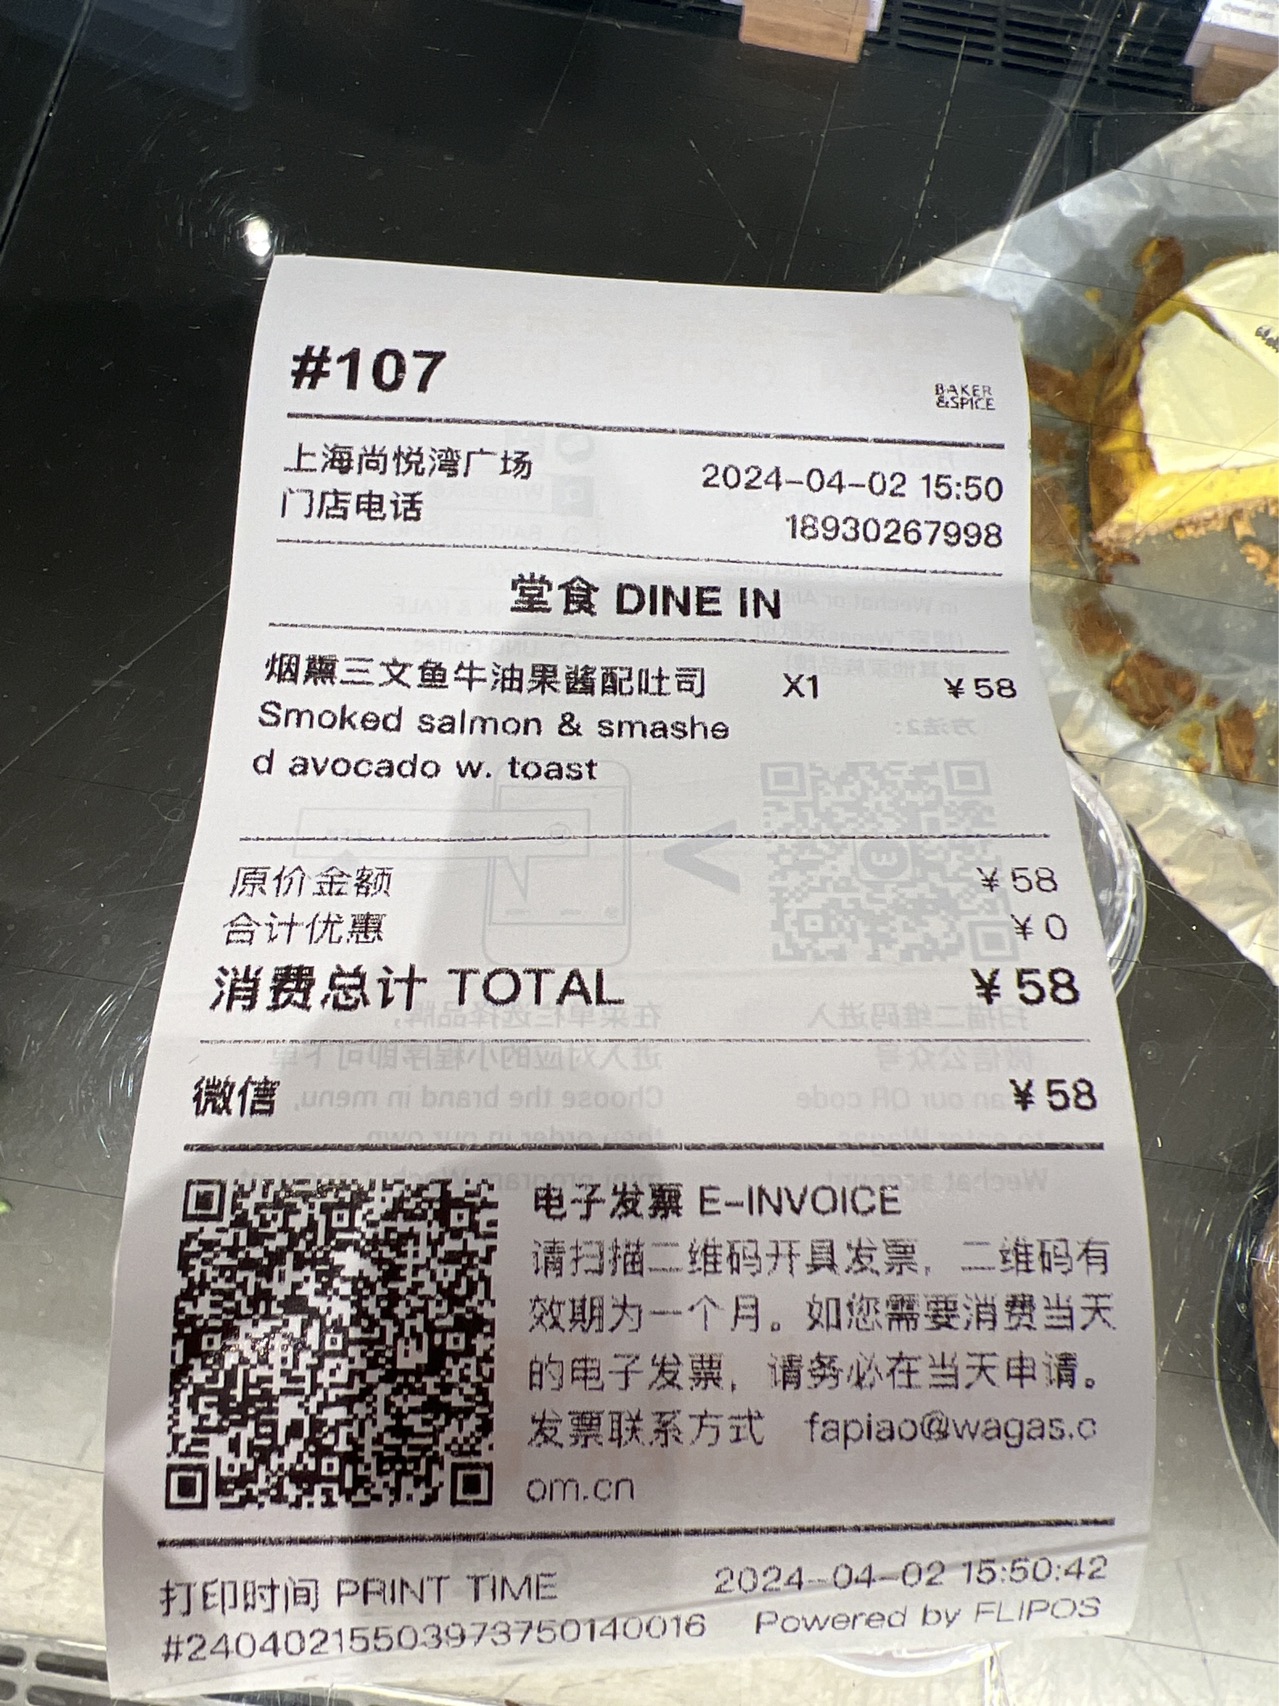 #107
BAKER
&SPICE
上海尚悦湾广场 2024-04-02 15:50
门店电话 18930267998
堂食 DINE IN
烟熏三文鱼牛油果酱配吐司 X1 ¥58
Smoked salmon & smashe
d avocado w. toast
原价金额 ¥58
合计优惠 ¥0
消费总计 TOTAL ¥58
微信 ¥58
电子发票 E-INVOICE
请扫描二维码开具发票，二维码有
效期为一个月。如您需要消费当天
的电子发票，请务必在当天申请。
发票联系方式 fapiao@wagas.c
om.cn
打印时间 PRINT TIME 2024-04-02 15:50:42
#2404021550397375014 0016 Powered by FLIPOS